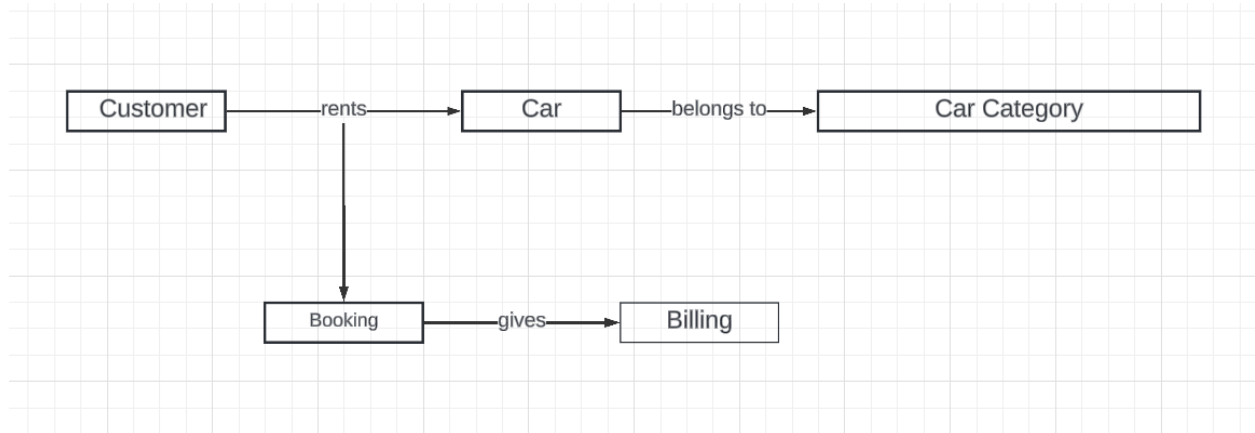 Customer
rents
Car
belongs to
Car Category
Booking
gives
Billing